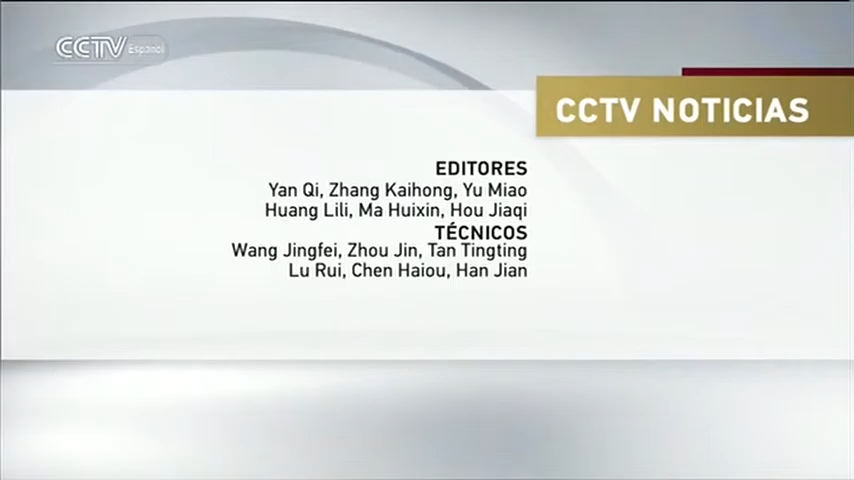 CCTV Español
CCTV NOTICIAS
EDITORES
Yan Qi, Zhang Kaihong, Yu Miao
Huang Lili, Ma Huixin, Hou Jiaqi
TÉCNICOS
Wang Jingfei, Zhou Jin, Tan Tingting
Lu Rui, Chen Haiou, Han Jian